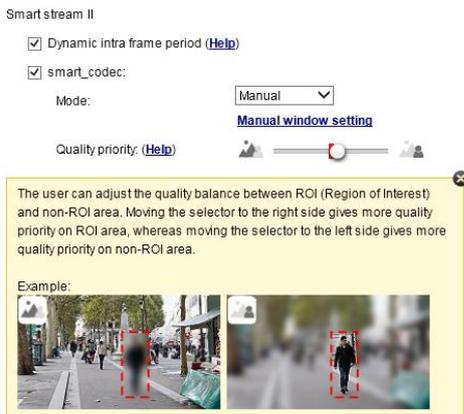 Smart stream II
Dynamic intra frame period (Help)
smart_codec:
Mode: Manual
Manual window setting
Quality priority: (Help)
The user can adjust the quality balance between ROI (Region of Interest)
and non-ROI area. Moving the selector to the right side gives more quality
priority on ROI area, whereas moving the selector to the left side gives more
quality priority on non-ROI area.
Example: